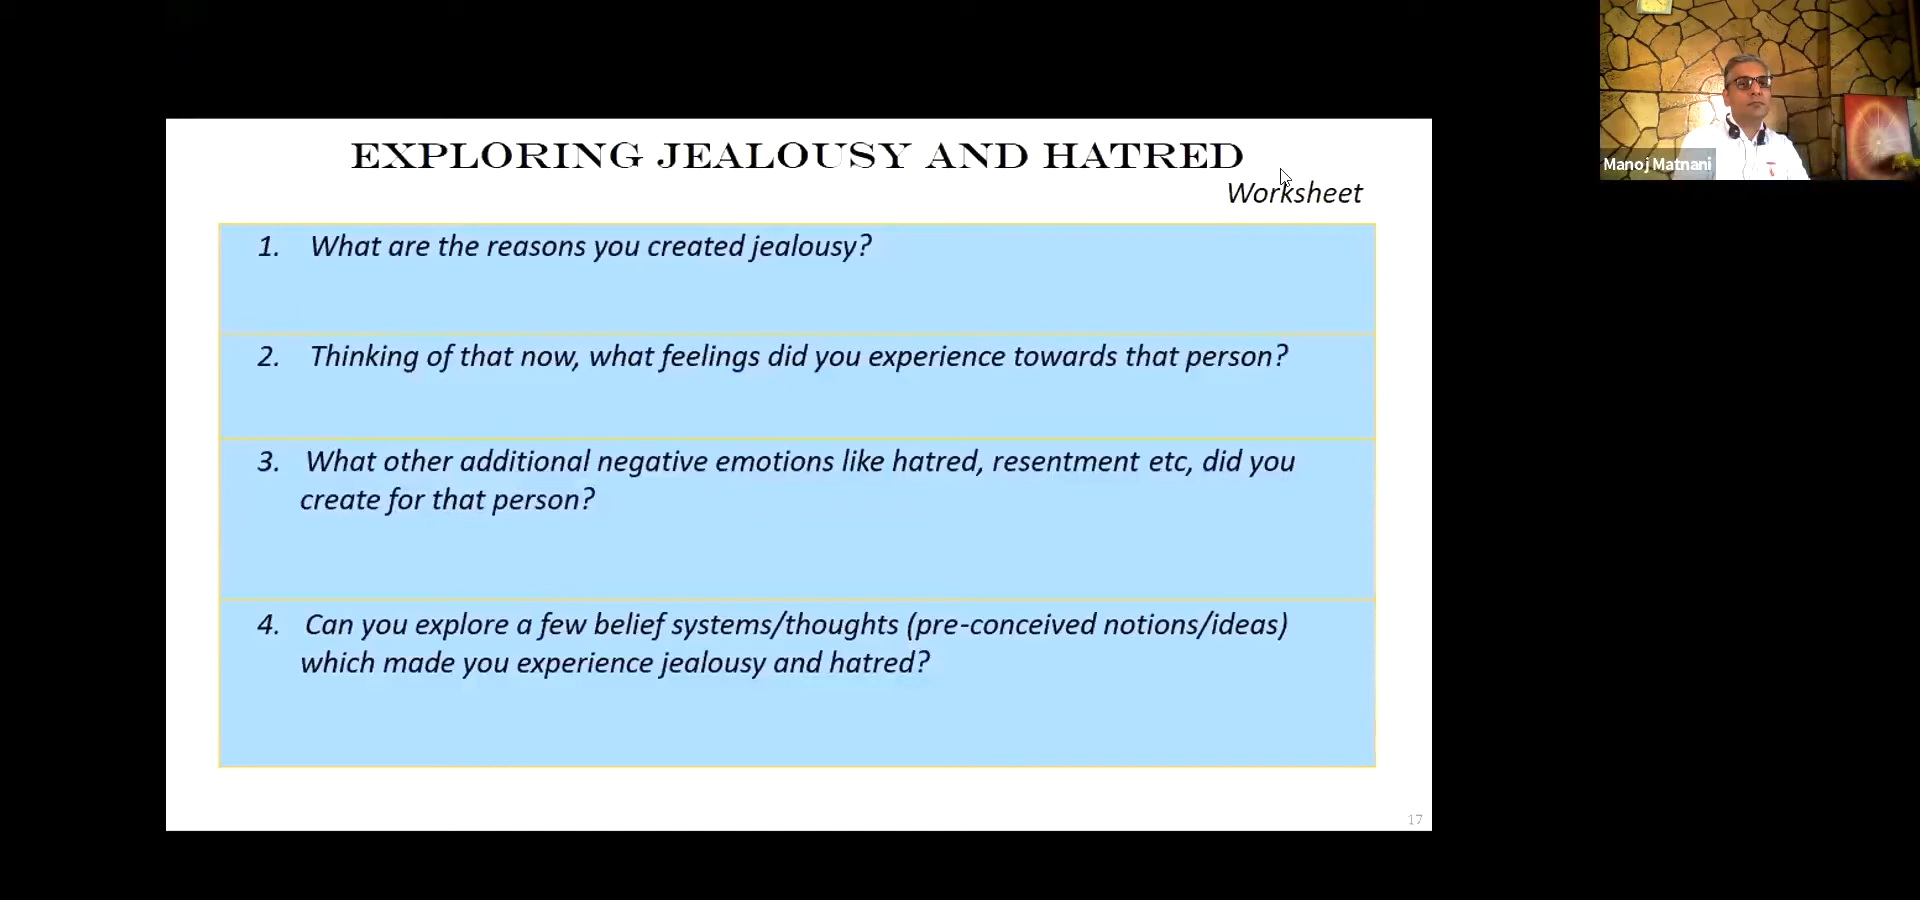 EXPLORING JEALOUSY AND HATRED
Worksheet
1. What are the reasons you created jealousy?
2. Thinking of that now, what feelings did you experience towards that person?
3. What other additional negative emotions like hatred, resentment etc, did you
create for that person?
4. Can you explore a few belief systems/thoughts (pre-conceived notions/ideas)
which made you experience jealousy and hatred?
17
Manoj Matnani